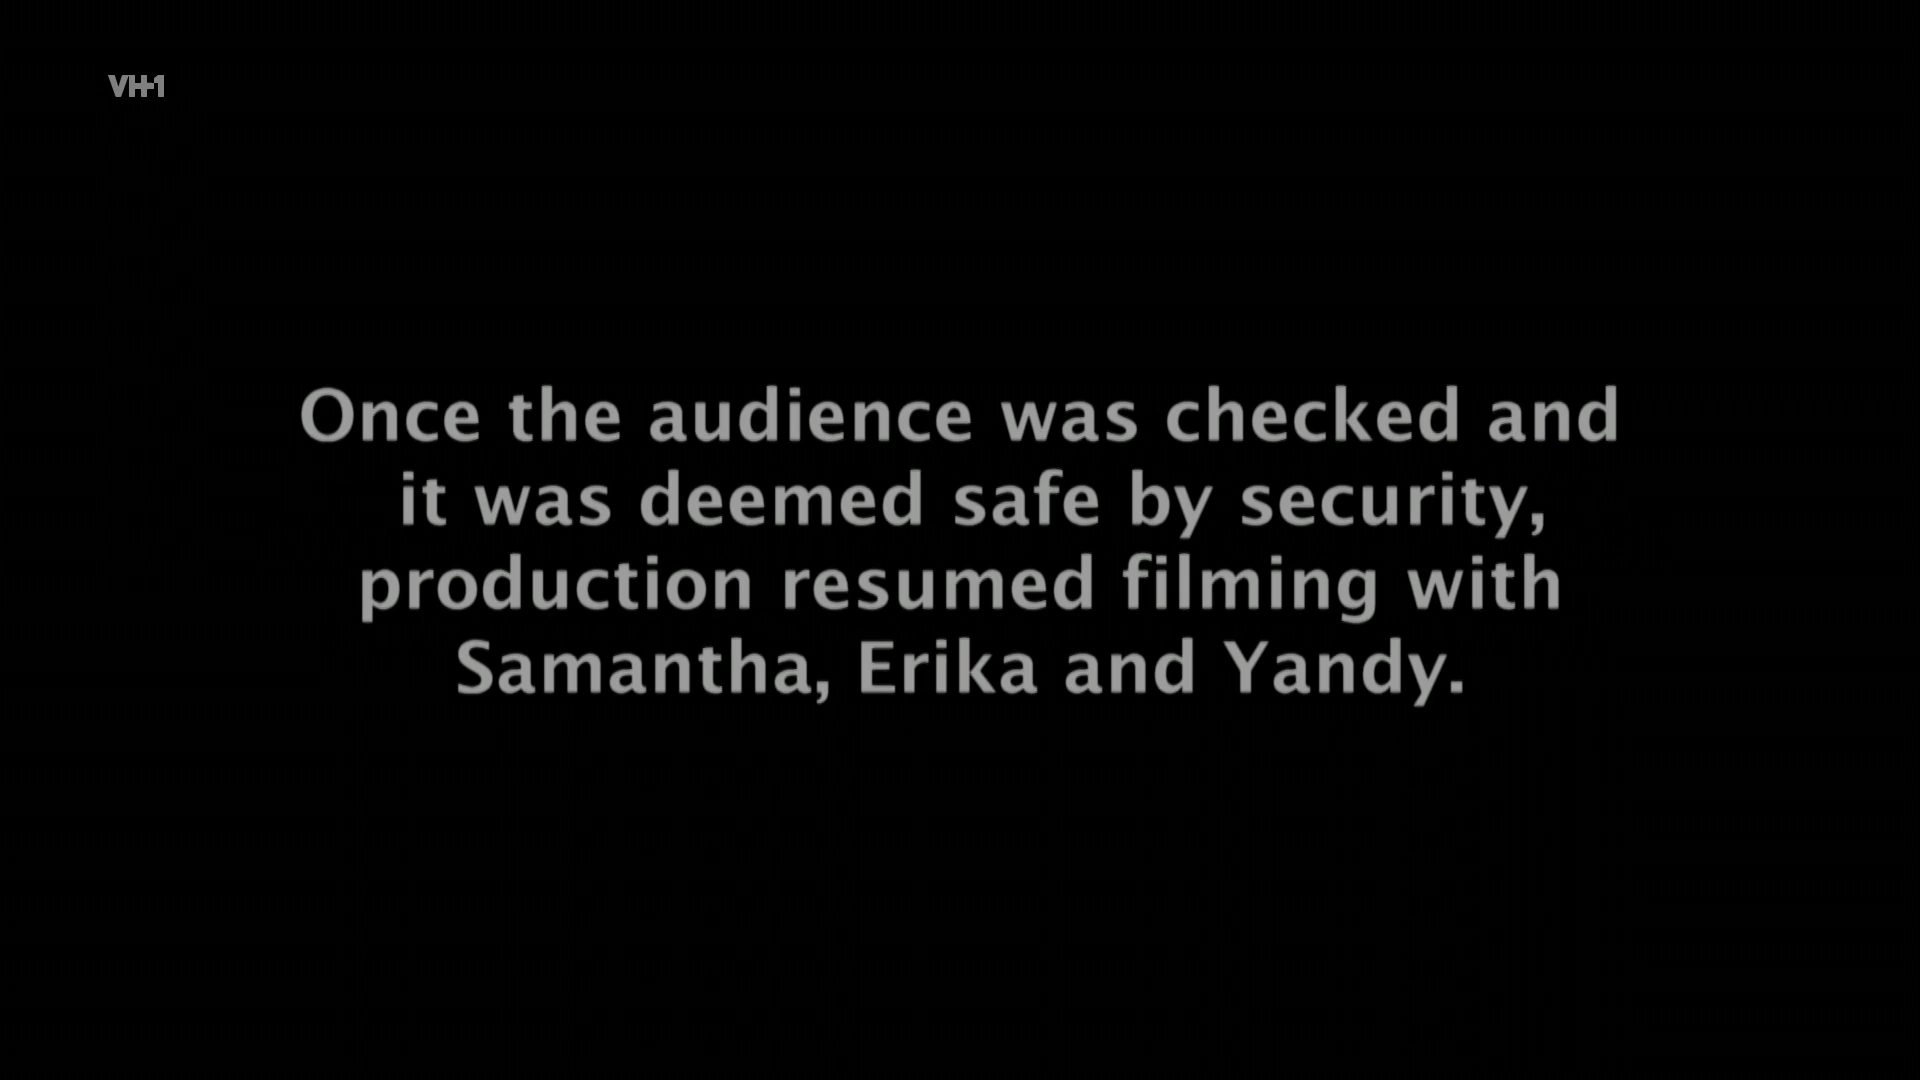 VH1
Once the audience was checked and
it was deemed safe by security,
production resumed filming with
Samantha, Erika and Yandy.